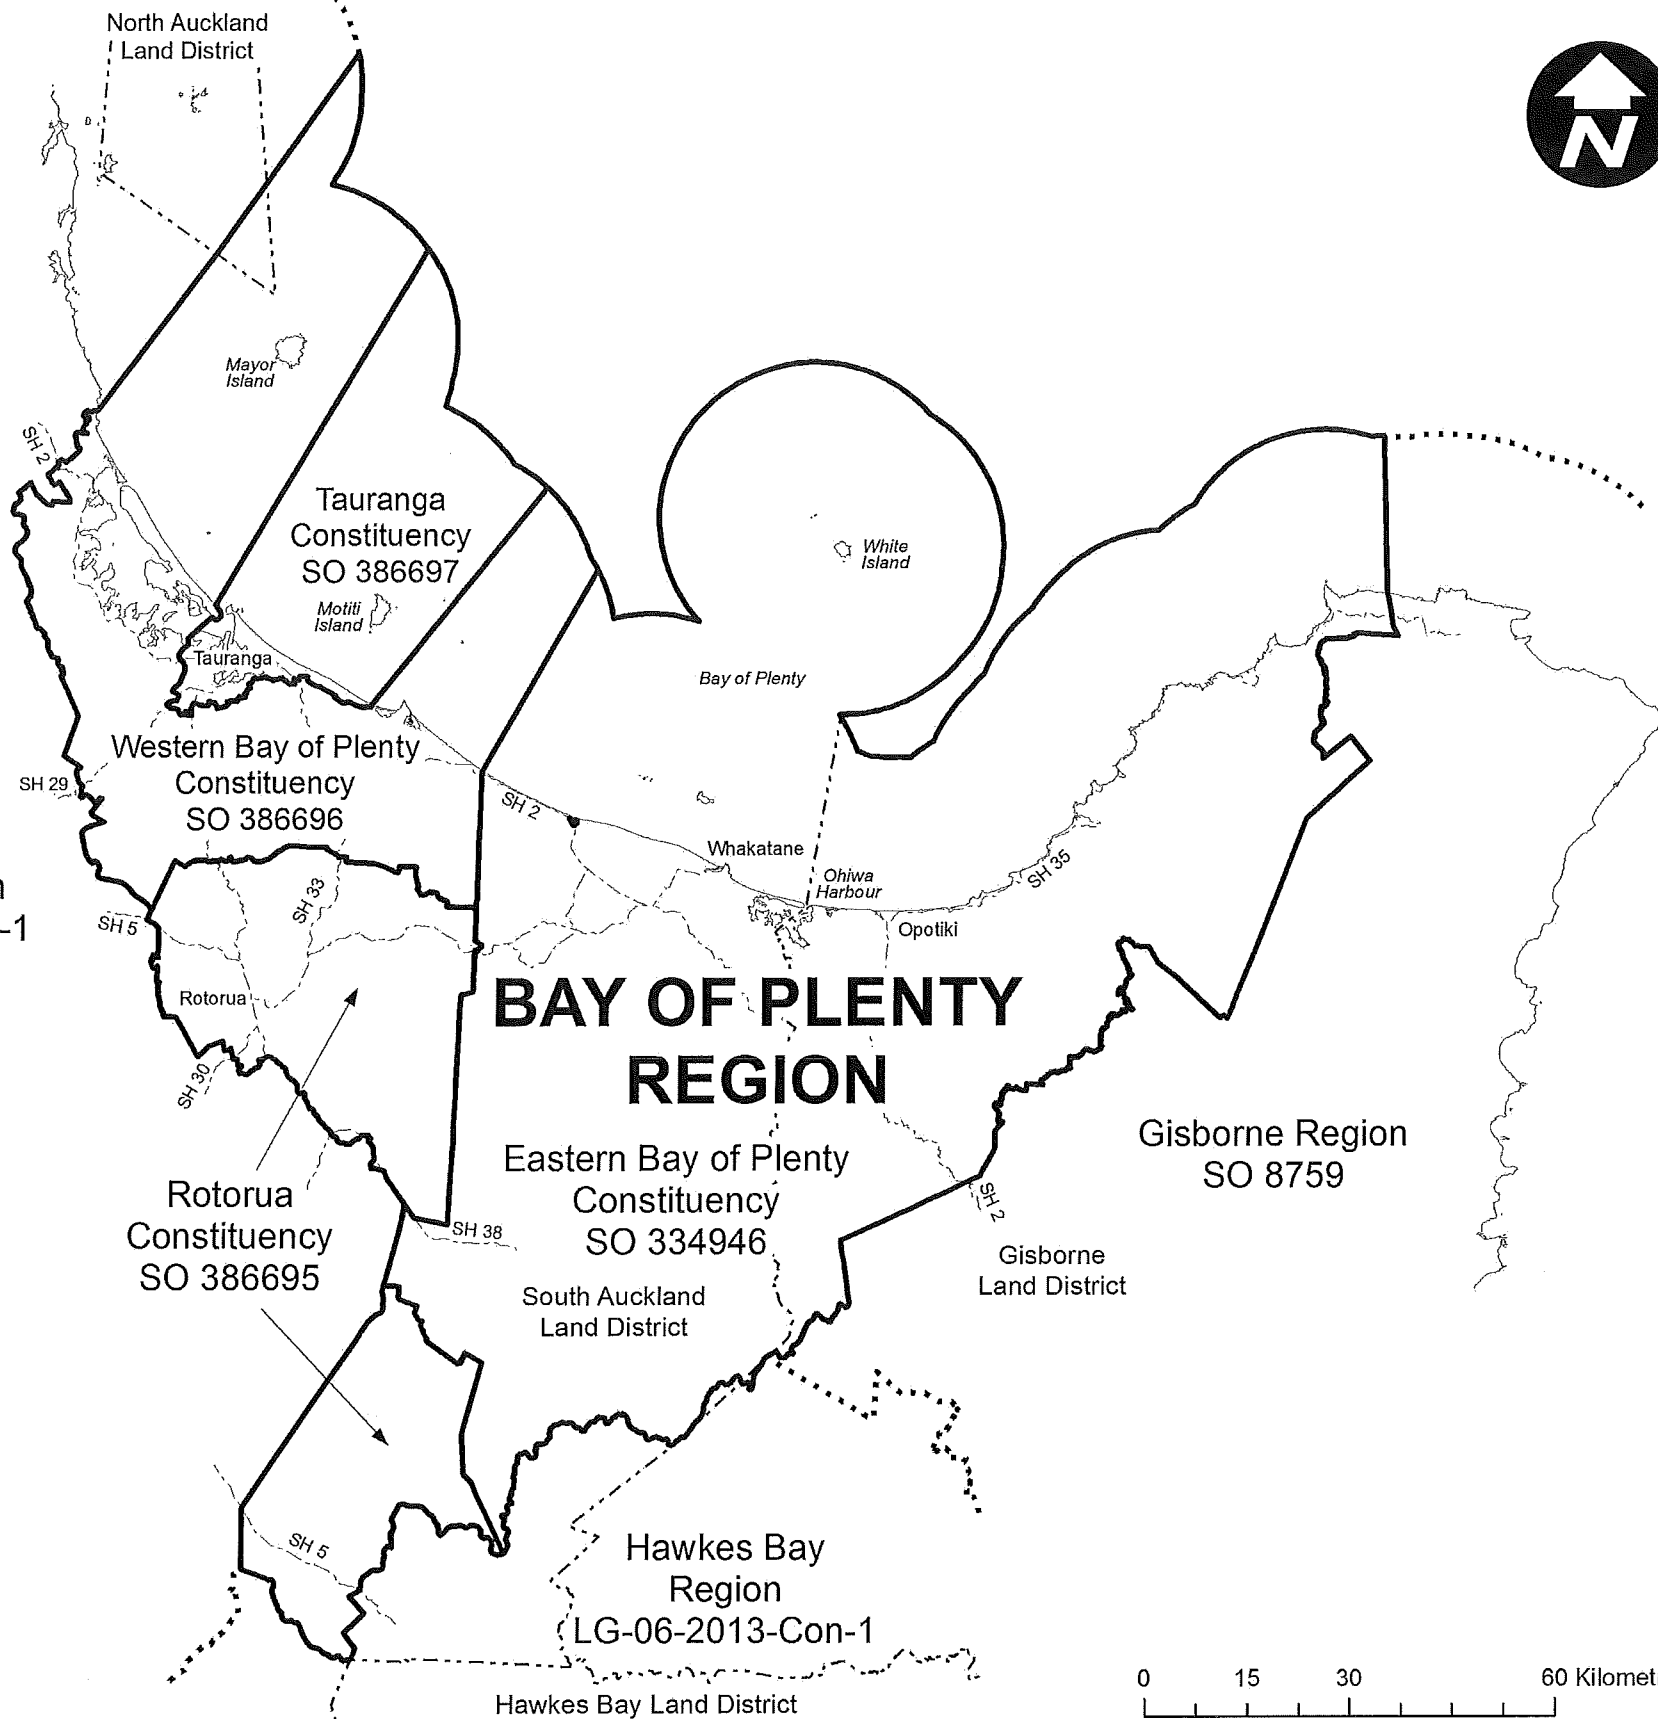 North Auckland
Land District
N
Mayor
Island
SH 2
Tauranga
Constituency
SO 386697
White
Island
Motiti
Island
Tauranga
Bay of Plenty
Western Bay of Plenty
Constituency
SO 386696
SH 29
SH 2
Whakatane
Ohiwa
Harbour
SH 35
SH 33
-1
SH 5
Opotiki
Rotorua
BAY OF PLENTY
REGION
SH 30
Eastern Bay of Plenty
Constituency
SO 334946
Gisborne Region
SO 8759
Rotorua
Constituency
SO 386695
SH 2
SH 38
Gisborne
Land District
South Auckland
Land District
SH 5
Hawkes Bay
Region
LG-06-2013-Con-1
Hawkes Bay Land District
0 15 30 60 Kilomet